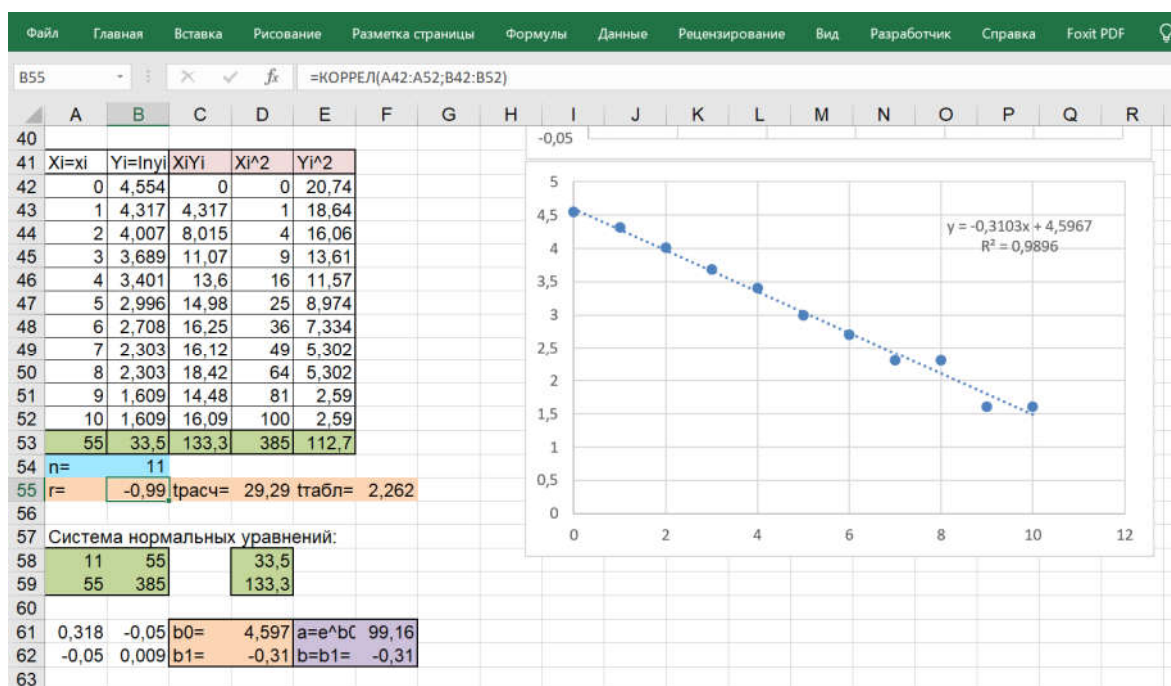 Файл Главная Вставка Рисование Разметка страницы Формулы Данные Рецензирование Вид Разработчик Справка Foxit PDF
B55 fx =КОРРЕЛ(A42:A52;B42:B52)
A B C D E F G H I J K L M N O P Q R
40
41 Xi=xi Yi=lnyi XiYi Xi^2 Yi^2
42 0 4,554 0 0 20,74
43 1 4,317 4,317 1 18,64
44 2 4,007 8,015 4 16,06
45 3 3,689 11,07 9 13,61
46 4 3,401 13,6 16 11,57
47 5 2,996 14,98 25 8,974
48 6 2,708 16,25 36 7,334
49 7 2,303 16,12 49 5,302
50 8 2,303 18,42 64 5,302
51 9 1,609 14,48 81 2,59
52 10 1,609 16,09 100 2,59
53 55 33,5 133,3 385 112,7
54 n= 11
55 r= -0,99 tрасч= 29,29 tтабл= 2,262
56
57 Система нормальных уравнений:
58 11 55 33,5
59 55 385 133,3
60
61 0,318 -0,05 b0= 4,597 a=e^b0 99,16
62 -0,05 0,009 b1= -0,31 b=b1= -0,31
63
-0,05
5
4,5
4
3,5
3
2,5
2
1,5
1
0,5
0
0 2 4 6 8 10 12
y = -0,3103x + 4,5967
R² = 0,9896